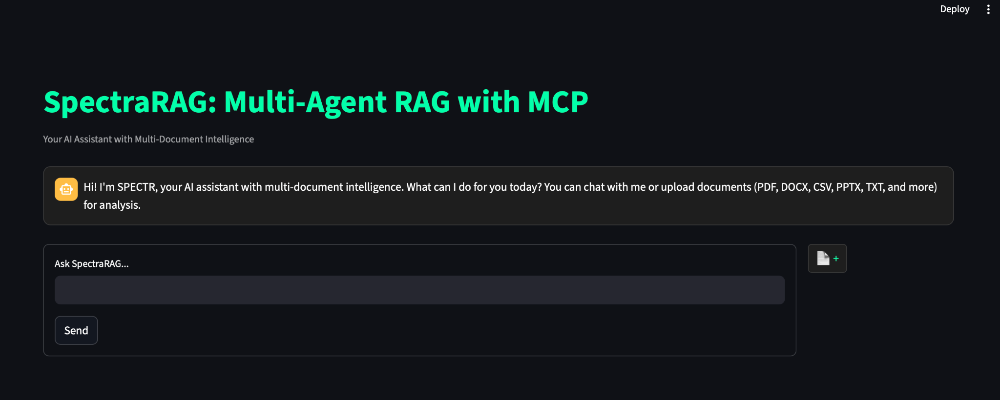 Deploy
SpectraRAG: Multi-Agent RAG with MCP
Your AI Assistant with Multi-Document Intelligence
Hi! I'm SPECTR, your AI assistant with multi-document intelligence. What can I do for you today? You can chat with me or upload documents (PDF, DOCX, CSV, PPTX, TXT, and more)
for analysis.
Ask SpectraRAG...
+
Send